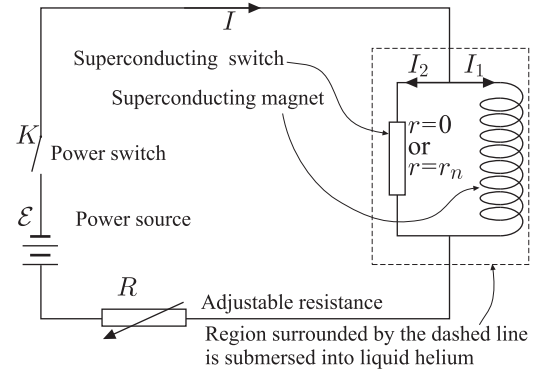 I
Superconducting switch
I₂ I₁
Superconducting magnet
K
r=0
or
r=rₙ
Power switch
ℰ
Power source
R
Adjustable resistance
Region surrounded by the dashed line
is submersed into liquid helium